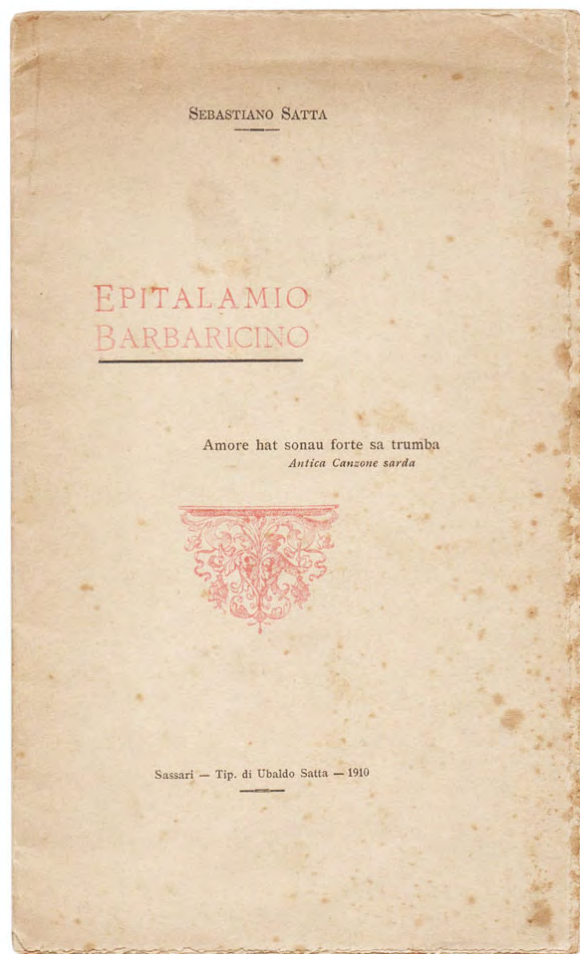 SEBASTIANO SATTA
EPITALAMIO
BARBARICINO
Amore hat sonau forte sa trumba
Antica Canzone sarda
Sassari — Tip. di Ubaldo Satta — 1910